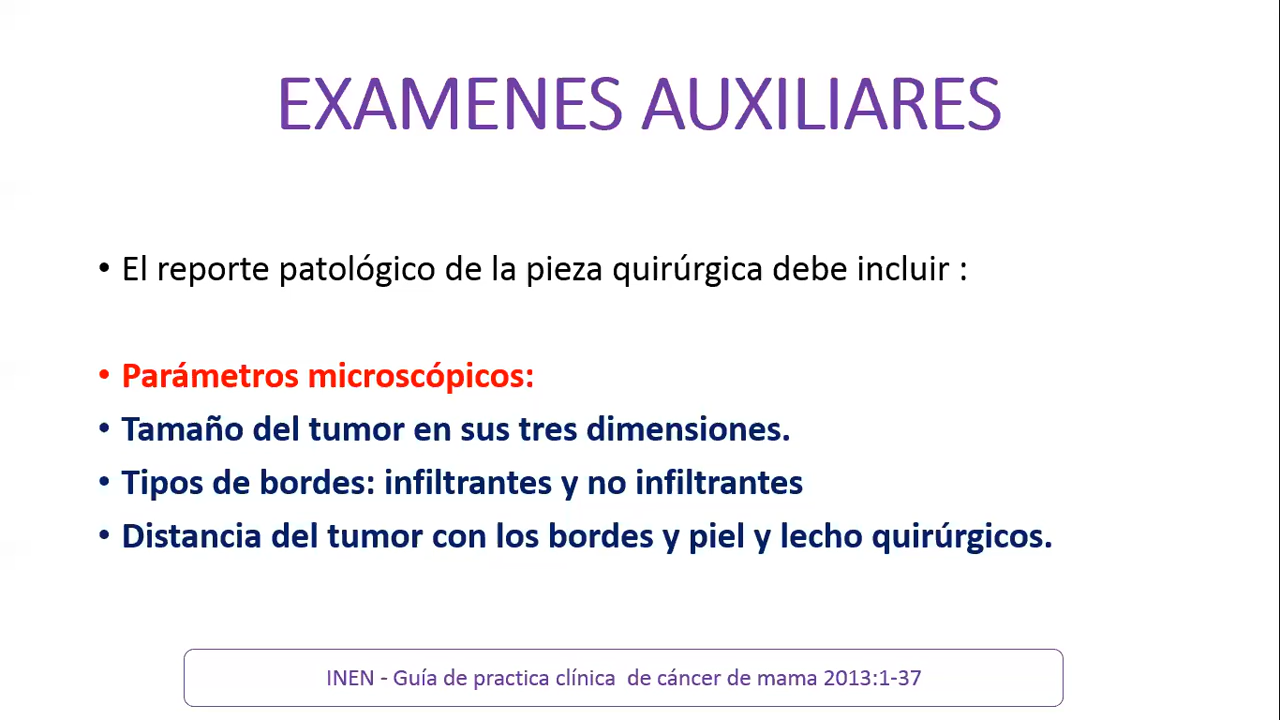 EXAMENES AUXILIARES
• El reporte patológico de la pieza quirúrgica debe incluir :
• Parámetros microscópicos:
• Tamaño del tumor en sus tres dimensiones.
• Tipos de bordes: infiltrantes y no infiltrantes
• Distancia del tumor con los bordes y piel y lecho quirúrgicos.
INEN - Guía de practica clínica  de cáncer de mama 2013:1-37